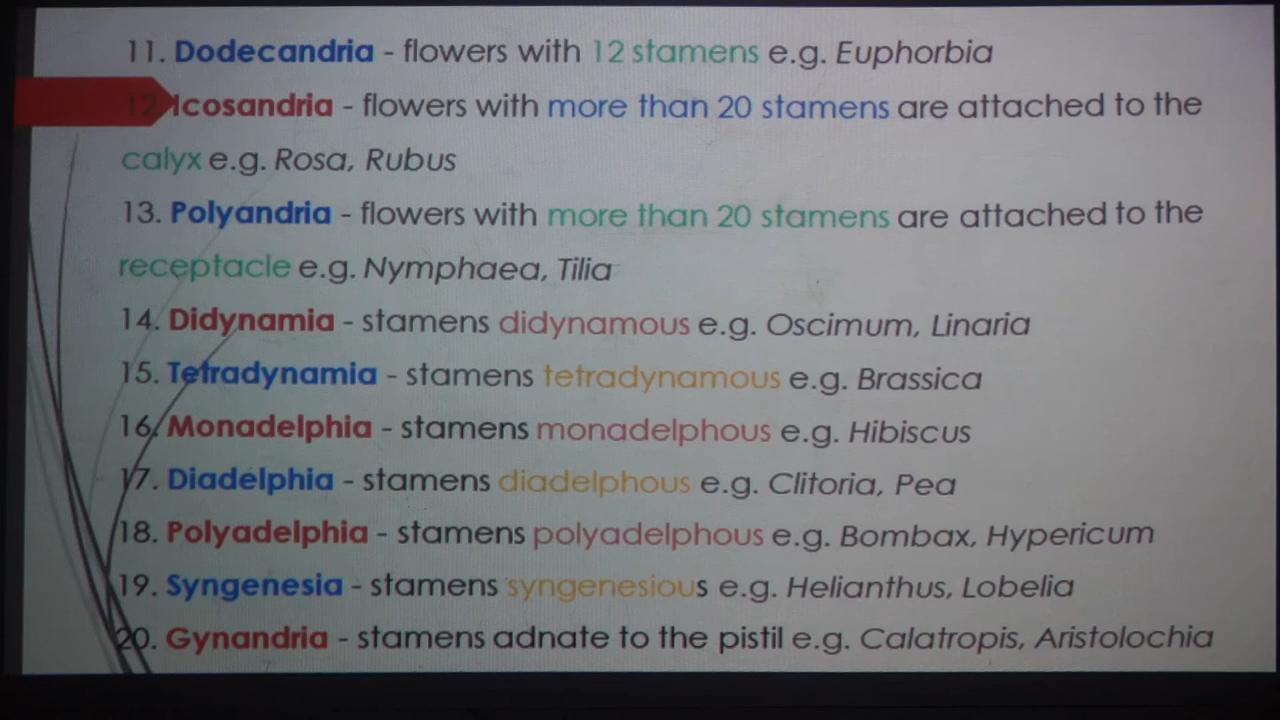 11. Dodecandria - flowers with 12 stamens e.g. Euphorbia
12. Icosandria - flowers with more than 20 stamens are attached to the
calyx e.g. Rosa, Rubus
13. Polyandria - flowers with more than 20 stamens are attached to the
receptacle e.g. Nymphaea, Tilia
14. Didynamia - stamens didynamous e.g. Oscimum, Linaria
15. Tetradynamia - stamens tetradynamous e.g. Brassica
16. Monadelphia - stamens monadelphous e.g. Hibiscus
17. Diadelphia - stamens diadelphous e.g. Clitoria, Pea
18. Polyadelphia - stamens polyadelphous e.g. Bombax, Hypericum
19. Syngenesia - stamens syngenesious e.g. Helianthus, Lobelia
20. Gynandria - stamens adnate to the pistil e.g. Calatropis, Aristolochia